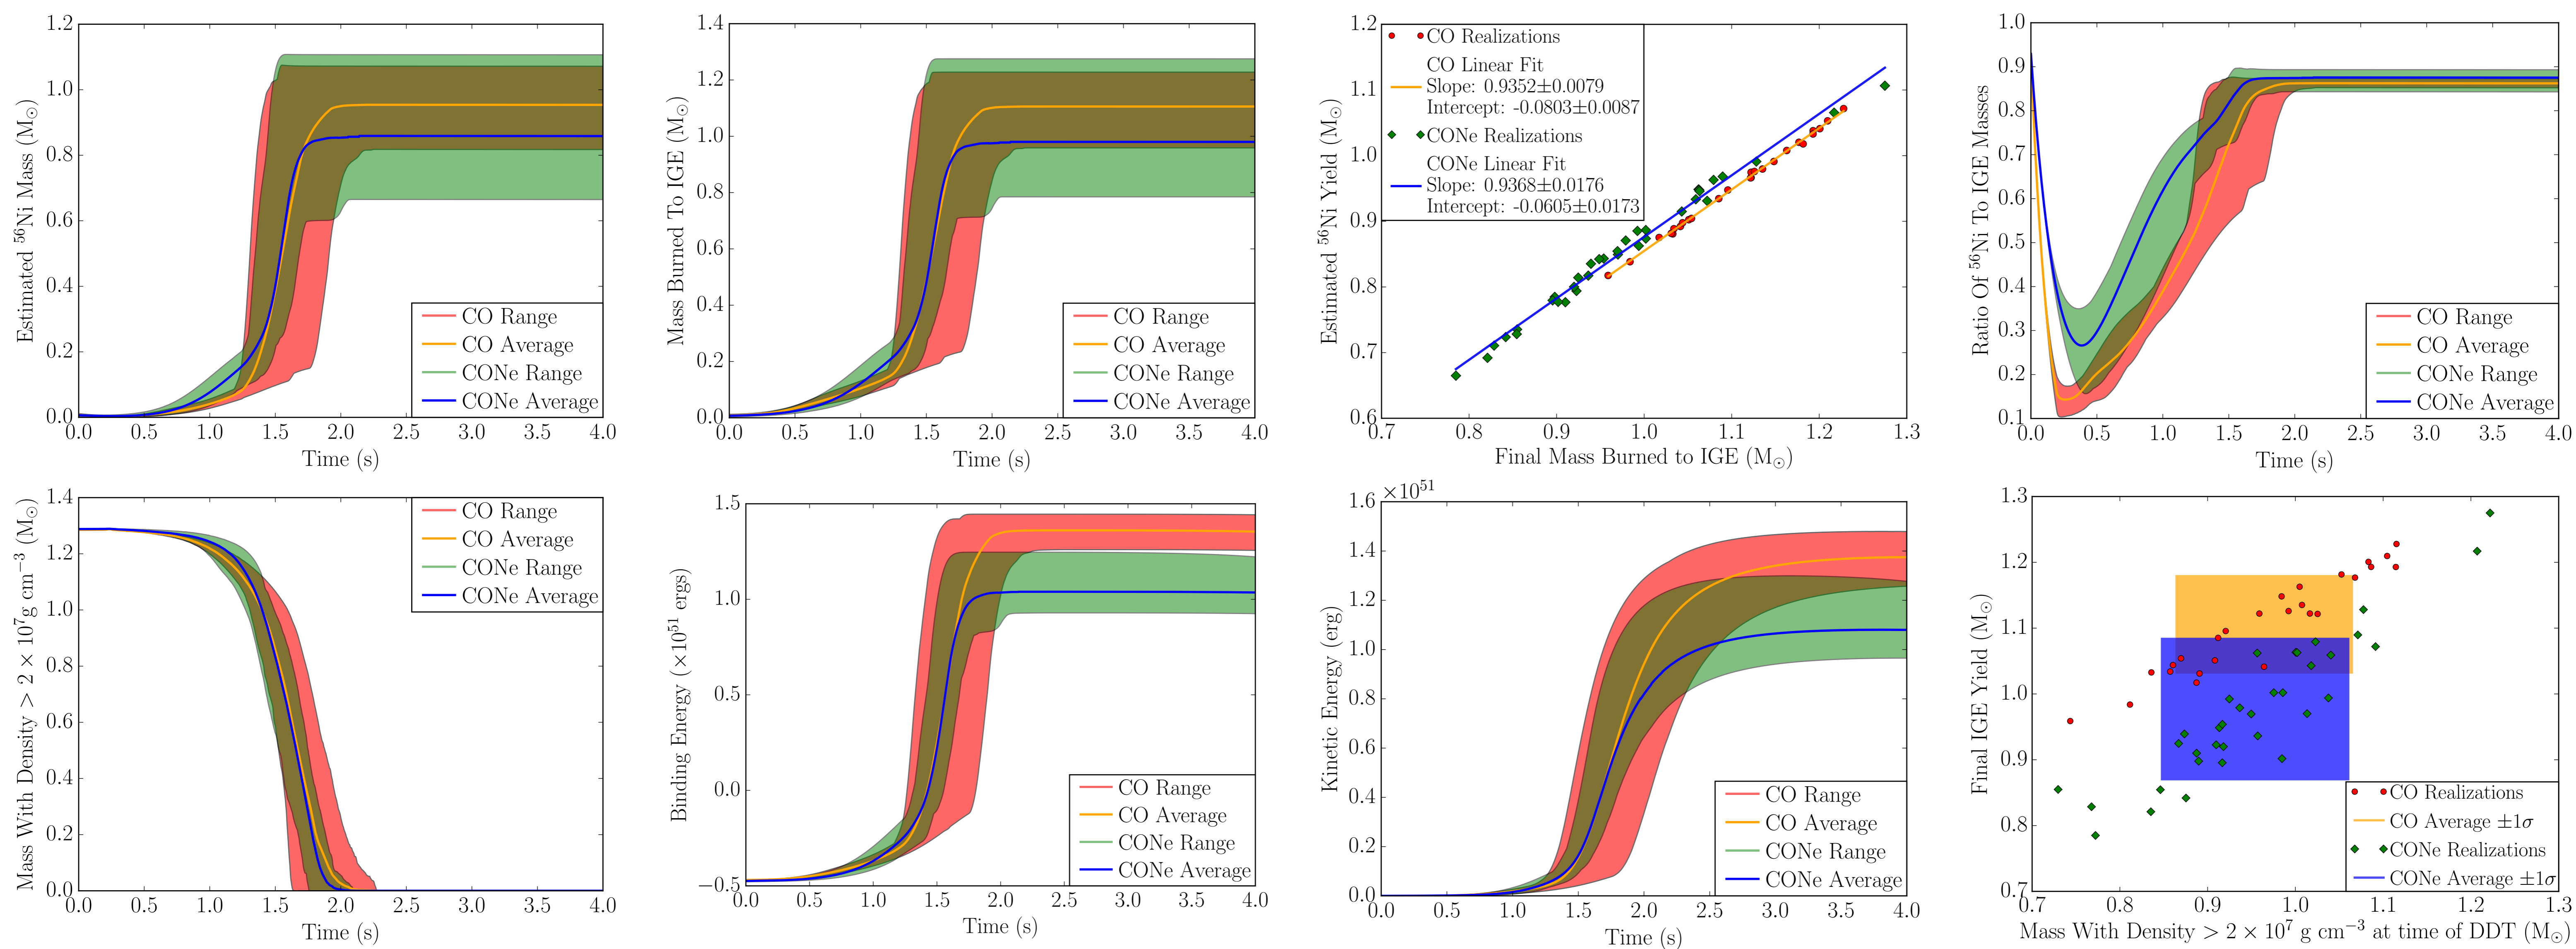 Estimated ⁵⁶Ni Mass (M☉)
1.2
1.0
0.8
0.6
0.4
0.2
0.0
CO Range
CO Average
CONe Range
CONe Average
0.0 0.5 1.0 1.5 2.0 2.5 3.0 3.5 4.0
Time (s)
Mass Burned To IGE (M☉)
1.4
1.2
1.0
0.8
0.6
0.4
0.2
0.0
CO Range
CO Average
CONe Range
CONe Average
0.0 0.5 1.0 1.5 2.0 2.5 3.0 3.5 4.0
Time (s)
Estimated ⁵⁶Ni Yield (M☉)
1.2
1.1
1.0
0.9
0.8
0.7
0.6
CO Realizations
CO Linear Fit
Slope: 0.9352±0.0079
Intercept: -0.0803±0.0087
CONe Realizations
CONe Linear Fit
Slope: 0.9368±0.0176
Intercept: -0.0605±0.0173
0.7 0.8 0.9 1.0 1.1 1.2 1.3
Final Mass Burned to IGE (M☉)
Ratio Of ⁵⁶Ni To IGE Masses
1.0
0.9
0.8
0.7
0.6
0.5
0.4
0.3
0.2
0.1
CO Range
CO Average
CONe Range
CONe Average
0.0 0.5 1.0 1.5 2.0 2.5 3.0 3.5 4.0
Time (s)
Mass With Density > 2 × 10⁷g cm⁻³ (M☉)
1.4
1.2
1.0
0.8
0.6
0.4
0.2
0.0
CO Range
CO Average
CONe Range
CONe Average
0.0 0.5 1.0 1.5 2.0 2.5 3.0 3.5 4.0
Time (s)
Binding Energy (×10⁵¹ ergs)
1.5
1.0
0.5
0.0
−0.5
CO Range
CO Average
CONe Range
CONe Average
0.0 0.5 1.0 1.5 2.0 2.5 3.0 3.5 4.0
Time (s)
Kinetic Energy (erg)
1.6 ×10⁵¹
1.4
1.2
1.0
0.8
0.6
0.4
0.2
0.0
CO Range
CO Average
CONe Range
CONe Average
0.0 0.5 1.0 1.5 2.0 2.5 3.0 3.5 4.0
Time (s)
Final IGE Yield (M☉)
1.3
1.2
1.1
1.0
0.9
0.8
0.7
CO Realizations
CO Average ±1σ
CONe Realizations
CONe Average ±1σ
0.7 0.8 0.9 1.0 1.1 1.2 1.3
Mass With Density > 2 × 10⁷ g cm⁻³ at time of DDT (M☉)